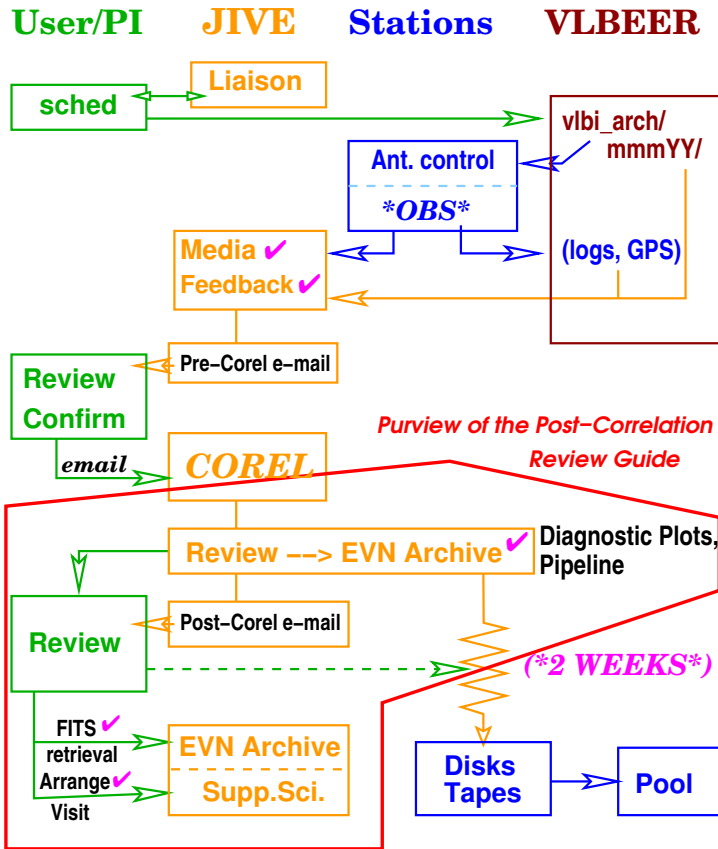 User/PI JIVE Stations VLBEER
Liaison
sched
vlbi_arch/
mmmYY/
Ant. control
*OBS*
Media ✔
Feedback ✔
(logs, GPS)
Pre-Corel e-mail
Review
Confirm
Purview of the Post-Correlation
Review Guide
email
COREL
Review --> EVN Archive ✔
Diagnostic Plots,
Pipeline
Post-Corel e-mail
Review
(*2 WEEKS*)
FITS ✔
retrieval
Arrange ✔
Visit
EVN Archive
Supp.Sci.
Disks
Tapes
Pool